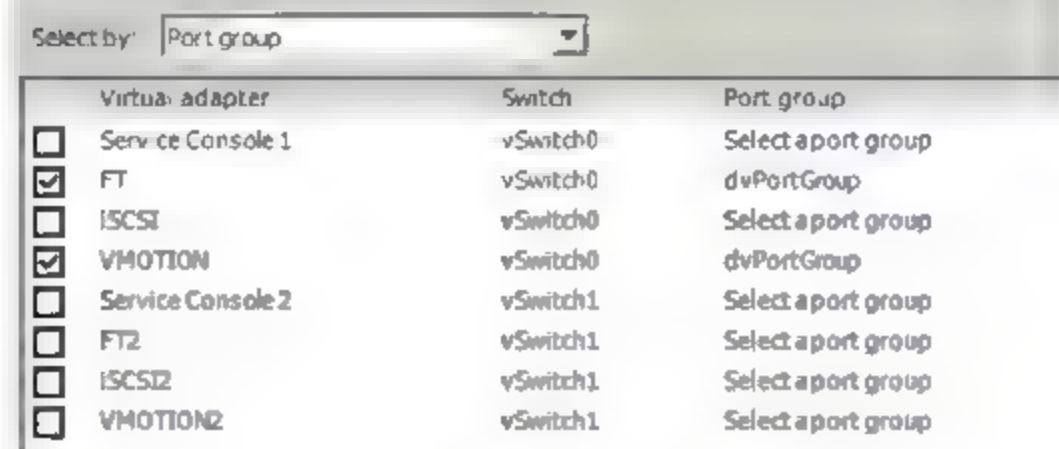 Select by: Port group
Virtual adapter Switch Port group
Service Console 1 vSwitch0 Select a port group
FT vSwitch0 dvPortGroup
iSCSI vSwitch0 Select a port group
VMOTION vSwitch0 dvPortGroup
Service Console 2 vSwitch1 Select a port group
FT2 vSwitch1 Select a port group
iSCSI2 vSwitch1 Select a port group
VMOTION2 vSwitch1 Select a port group